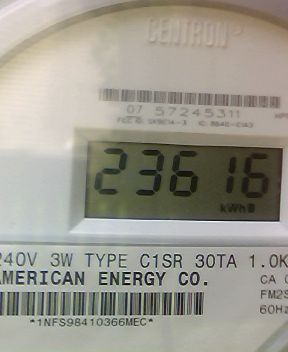 CENTRON
07 57245311
23616
kWh
240V 3W TYPE C1SR 30TA 1.0K
AMERICAN ENERGY CO.
CA
FM2S
60Hz
*1NFS98410366MEC*